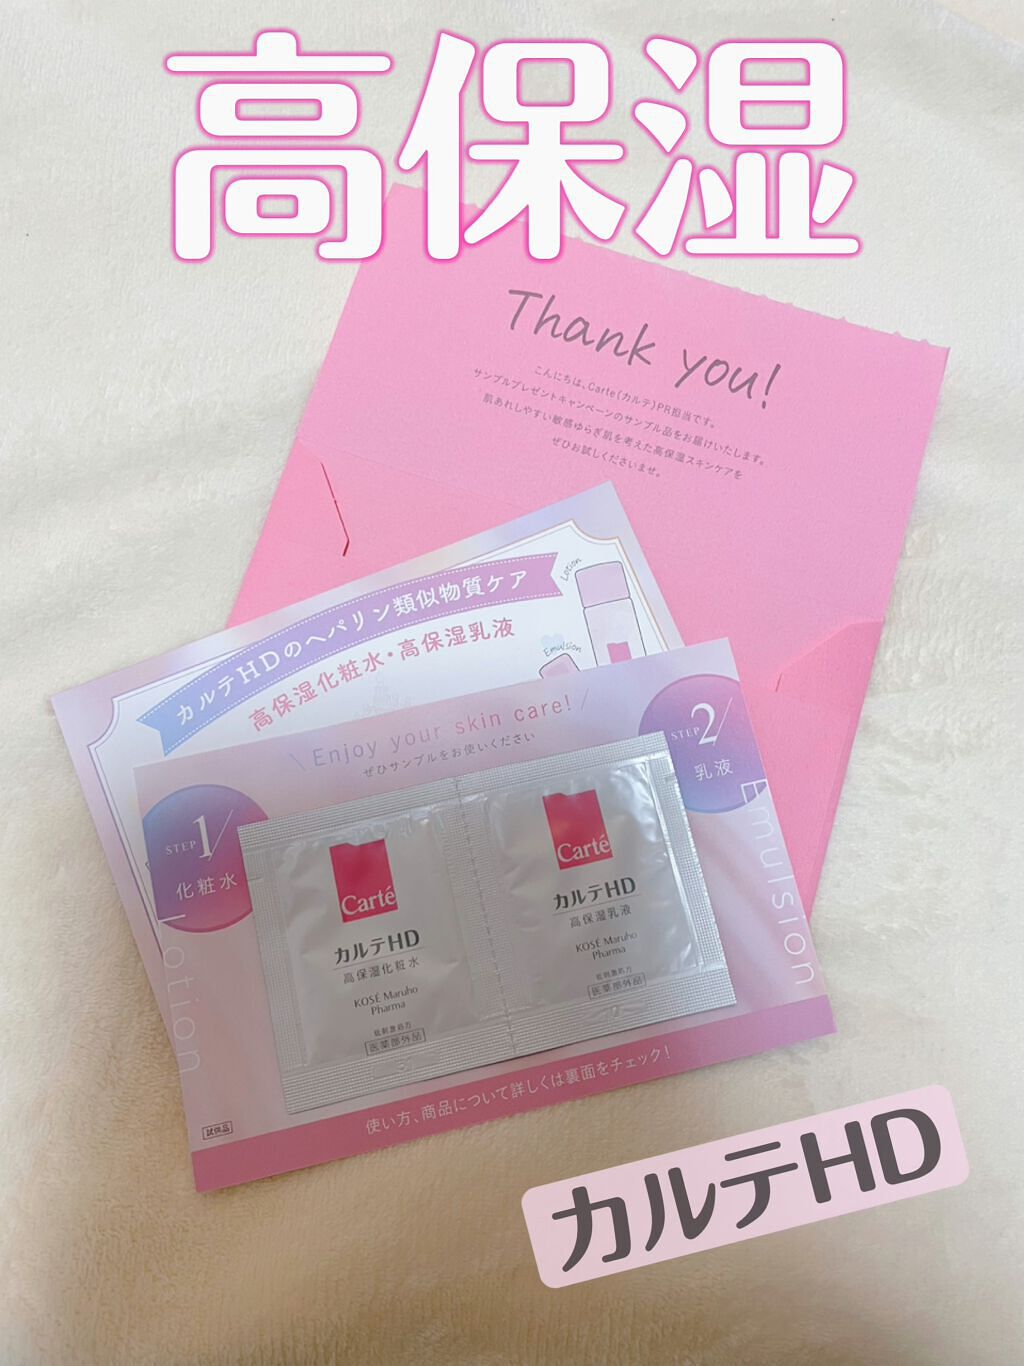 高保湿
Thank you!
こんにちは、Carte(カルテ)PR担当です。
サンプルプレゼントキャンペーンのサンプル品をお届けいたします。
肌あれしやすい敏感ゆらぎ肌を考えた高保湿スキンケアを
ぜひお試しくださいませ。
カルテHDのヘパリン類似物質ケア
高保湿化粧水・高保湿乳液
Lotion
Emulsion
\Enjoy your skin care!/
ぜひサンプルをお使いください
STEP 1/
化粧水
Lotion
STEP 2/
乳液
Emulsion
Carté
カルテHD
高保湿化粧水
KOSÉ Maruho
Pharma
低刺激処方
医薬部外品
Carté
カルテHD
高保湿乳液
KOSÉ Maruho
Pharma
低刺激処方
医薬部外品
試供品
使い方、商品について詳しくは裏面をチェック!
カルテHD